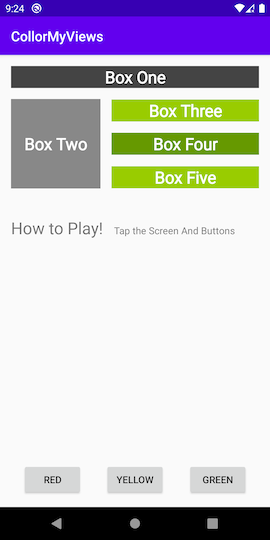 9:24
CollorMyViews
Box One
Box Two
Box Three
Box Four
Box Five
How to Play! Tap the Screen And Buttons
RED YELLOW GREEN